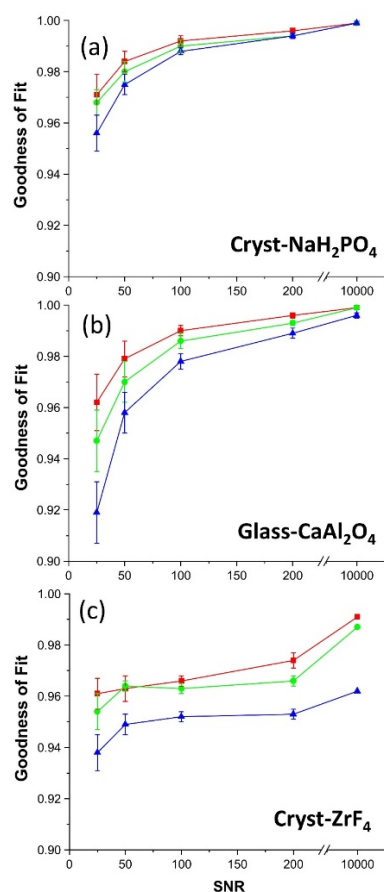 1.00
(a)
0.98
0.96
0.94
0.92
0.90
Goodness of Fit
Cryst-NaH₂PO₄
0 50 100 150 200 10000
1.00
(b)
0.98
0.96
0.94
0.92
0.90
Goodness of Fit
Glass-CaAl₂O₄
0 50 100 150 200 10000
1.00
(c)
0.98
0.96
0.94
0.92
0.90
Goodness of Fit
Cryst-ZrF₄
0 50 100 150 200 10000
SNR